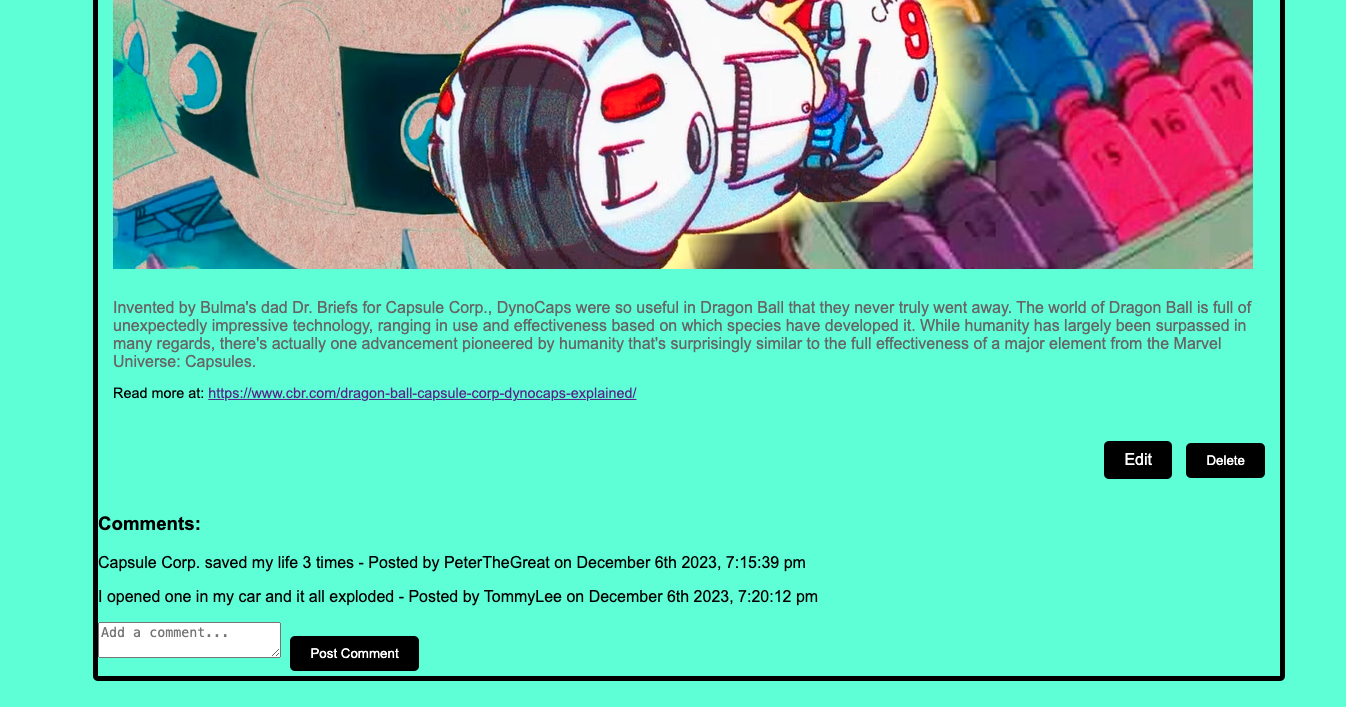 CA
9
17
16
15
14
13
Invented by Bulma's dad Dr. Briefs for Capsule Corp., DynoCaps were so useful in Dragon Ball that they never truly went away. The world of Dragon Ball is full of
unexpectedly impressive technology, ranging in use and effectiveness based on which species have developed it. While humanity has largely been surpassed in
many regards, there's actually one advancement pioneered by humanity that's surprisingly similar to the full effectiveness of a major element from the Marvel
Universe: Capsules.
Read more at: https://www.cbr.com/dragon-ball-capsule-corp-dynocaps-explained/
Edit Delete
Comments:
Capsule Corp. saved my life 3 times - Posted by PeterTheGreat on December 6th 2023, 7:15:39 pm
I opened one in my car and it all exploded - Posted by TommyLee on December 6th 2023, 7:20:12 pm
Add a comment... Post Comment